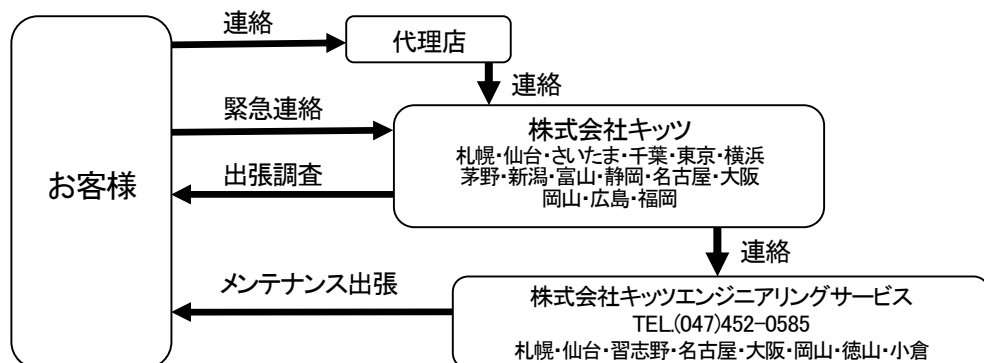 連絡
代理店
連絡
緊急連絡
お客様
出張調査
株式会社キッツ
札幌・仙台・さいたま・千葉・東京・横浜
茅野・新潟・富山・静岡・名古屋・大阪
岡山・広島・福岡
連絡
メンテナンス出張
株式会社キッツエンジニアリングサービス
TEL.(047)452-0585
札幌・仙台・習志野・名古屋・大阪・岡山・徳山・小倉